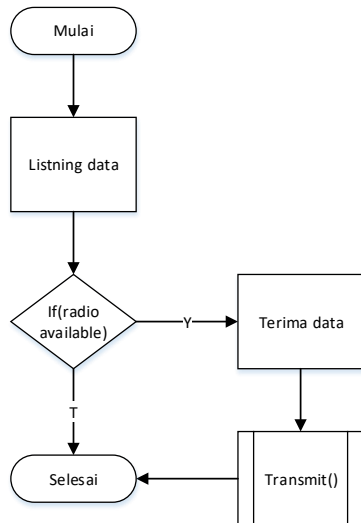 Mulai
Listning data
If(radio
available)
Y
Terima data
T
Selesai
Transmit()